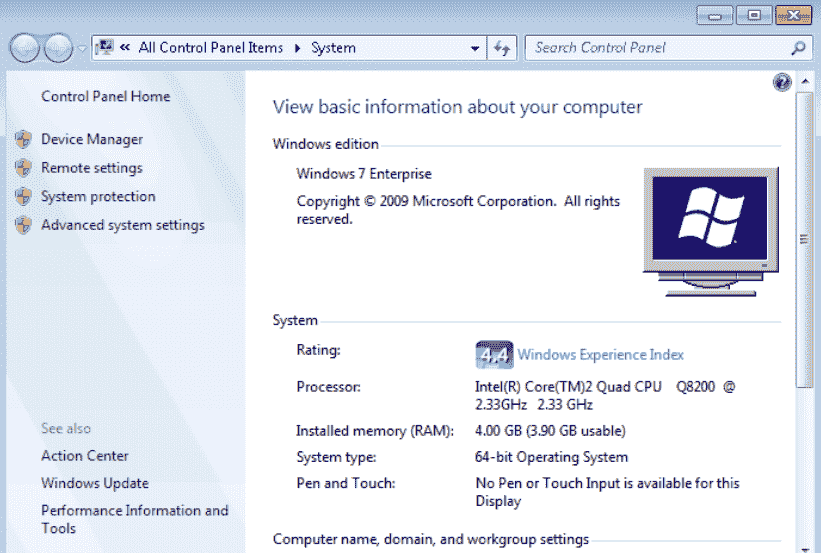 « All Control Panel Items ▸ System
Search Control Panel
Control Panel Home
Device Manager
Remote settings
System protection
Advanced system settings
See also
Action Center
Windows Update
Performance Information and
Tools
View basic information about your computer
Windows edition
Windows 7 Enterprise
Copyright © 2009 Microsoft Corporation. All rights
reserved.
System
Rating:
4.4 Windows Experience Index
Processor:
Intel(R) Core(TM)2 Quad CPU Q8200 @
2.33GHz 2.33 GHz
Installed memory (RAM):
4.00 GB (3.90 GB usable)
System type:
64-bit Operating System
Pen and Touch:
No Pen or Touch Input is available for this
Display
Computer name, domain, and workgroup settings